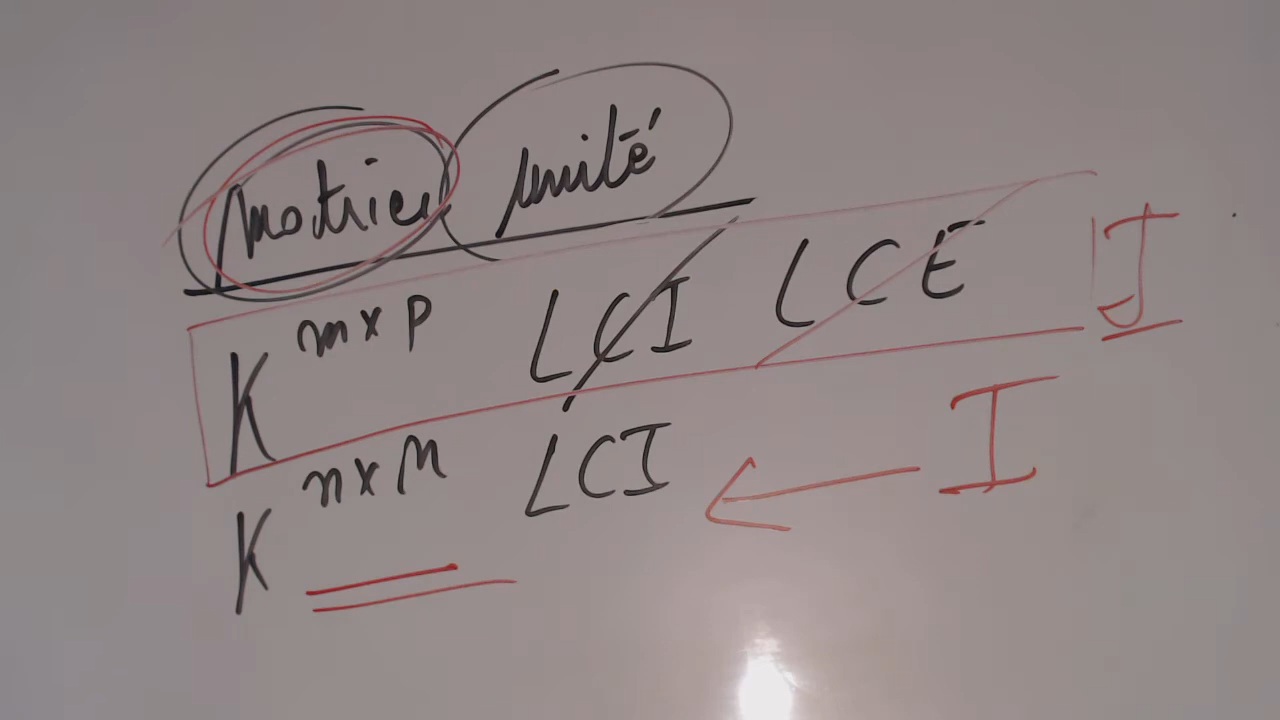 Matrice unité
K^{n×p} LCI LCE J
K^{n×n} LCI ← I